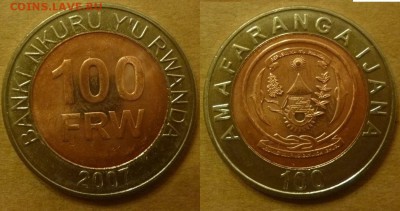 COINS.LAVE.RU
BANKI NKURU Y'U RWANDA
100
FRW
2007
AMAFARANGA IJANA
100